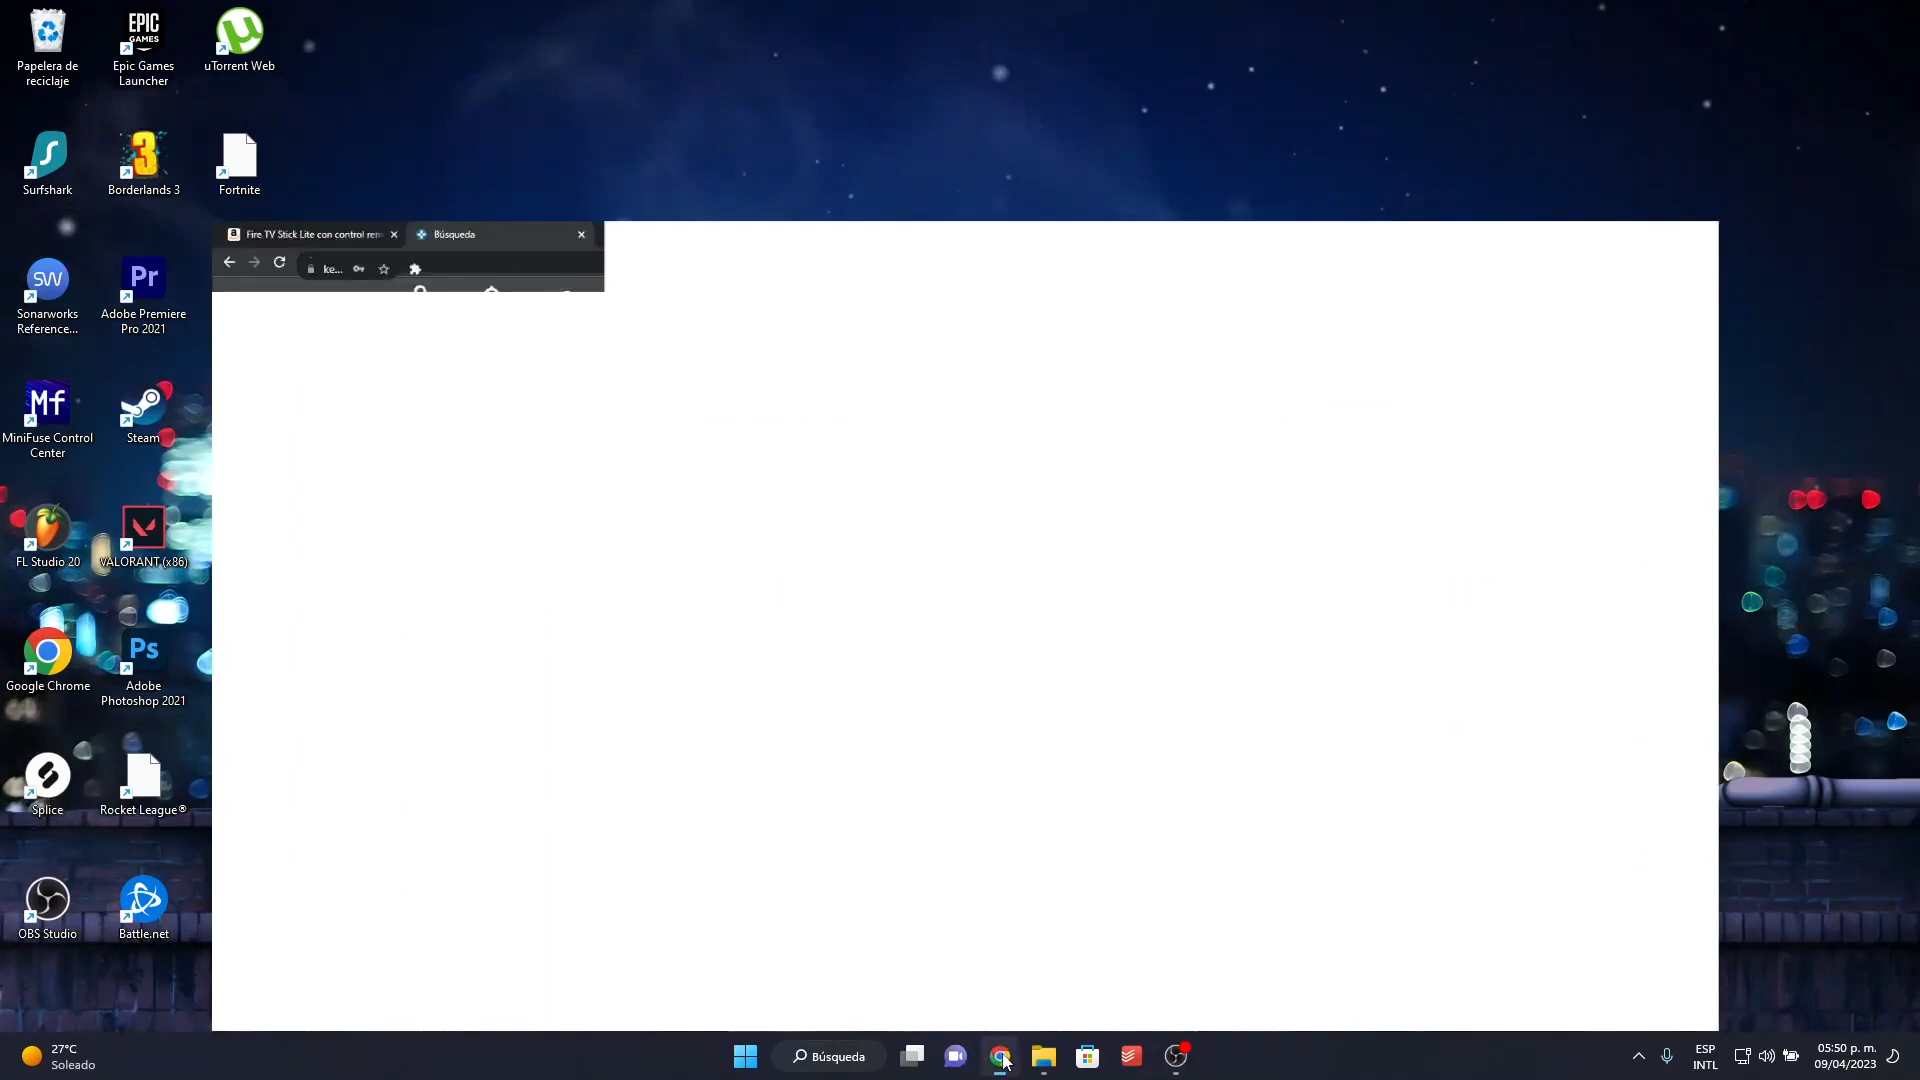 Papelera de
reciclaje
EPIC
GAMES
Epic Games
Launcher
uTorrent Web
Surfshark
3
Borderlands 3
Fortnite
Fire TV Stick Lite con control rem
Búsqueda
ke...
SW
Sonarworks
Reference...
Pr
Adobe Premiere
Pro 2021
Mf
MiniFuse Control
Center
Steam
FL Studio 20
VALORANT (x86)
Google Chrome
Ps
Adobe
Photoshop 2021
Splice
Rocket League®
OBS Studio
Battle.net
27°C
Soleado
Búsqueda
ESP
INTL
05:50 p. m.
09/04/2023